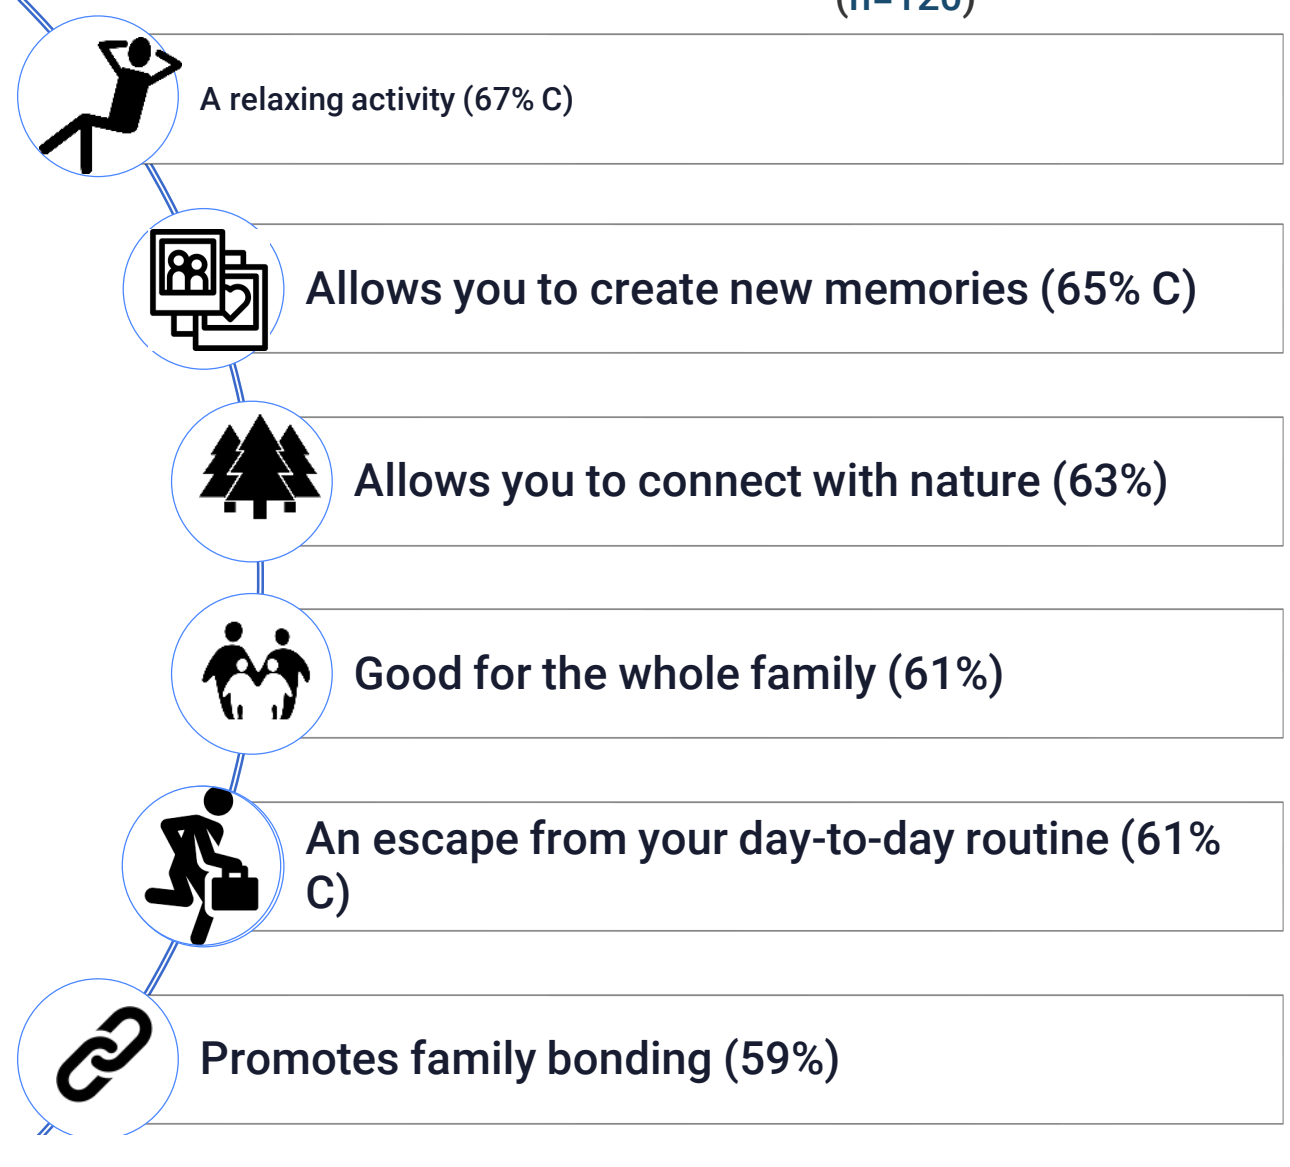 (n=120)
A relaxing activity (67% C)
Allows you to create new memories (65% C)
Allows you to connect with nature (63%)
Good for the whole family (61%)
An escape from your day-to-day routine (61%
C)
Promotes family bonding (59%)